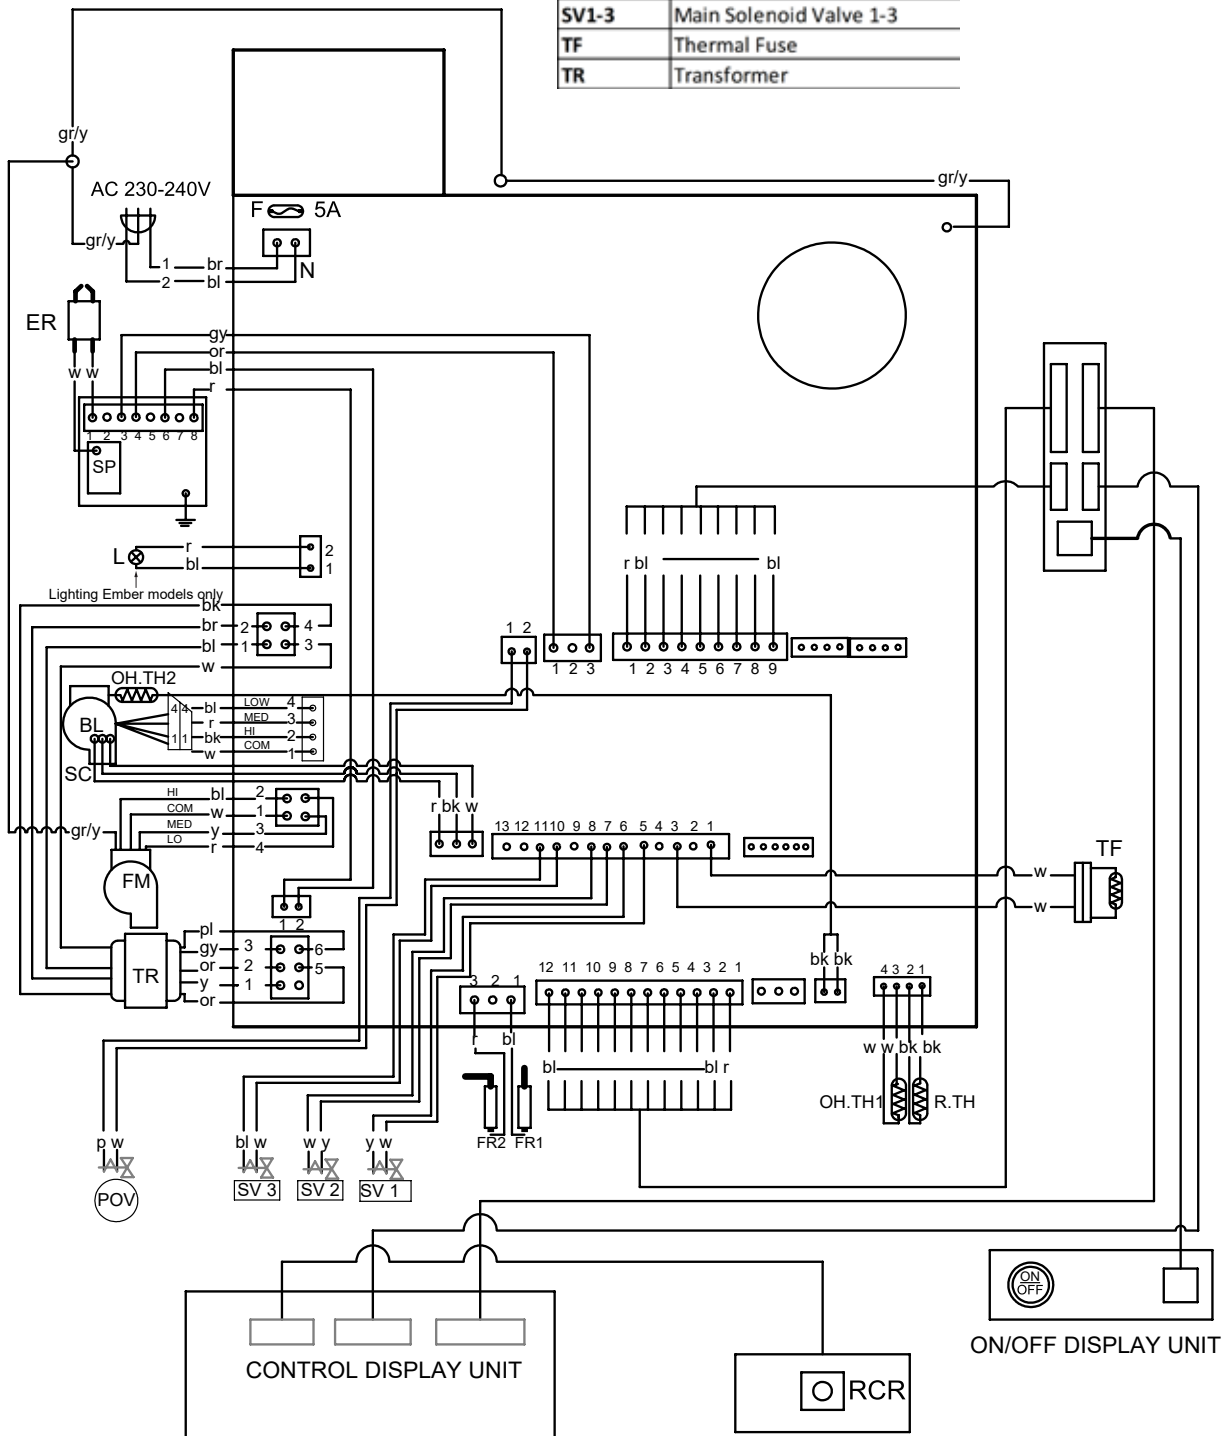 SV1-3 Main Solenoid Valve 1-3
TF Thermal Fuse
TR Transformer
gr/y
gr/y
AC 230-240V
F 5A
gr/y
1 br
N
2 bl
ER
gy
or
bl
r
w w
1 2 3 4 5 6 7 8
SP
L r 2
bl 1
Lighting Ember models only
r bl bl
bk
br 2 4
bl 1 3
w
1 2
1 2 3
1 2 3 4 5 6 7 8 9
OH.TH2
BL
4 4 bl LOW 4
r MED 3
1 1 bk HI 2
w COM 1
SC
HI bl 2
COM w 1
gr/y MED y 3
LO r 4
r bk w
13 12 11 10 9 8 7 6 5 4 3 2 1
TF
w
w
FM
1 2
pl
gy 3 6
or 2 5
y 1
or
TR
bk bk
3 2 1
12 11 10 9 8 7 6 5 4 3 2 1
4 3 2 1
r bl
bl bl r
w w bk bk
OH.TH1 R.TH
FR2 FR1
p w
bl w
w y
y w
POV
SV 3
SV 2
SV 1
ON
OFF
ON/OFF DISPLAY UNIT
CONTROL DISPLAY UNIT
RCR